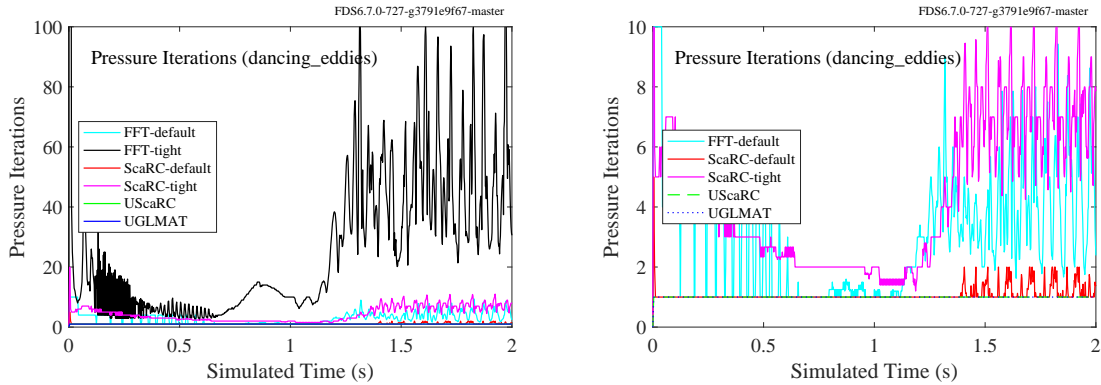 FDS6.7.0-727-g3791e9f67-master
100
80
60
40
20
0
Pressure Iterations
Pressure Iterations (dancing_eddies)
FFT-default
FFT-tight
ScaRC-default
ScaRC-tight
UScaRC
UGLMAT
0
0.5
1
1.5
2
Simulated Time (s)
FDS6.7.0-727-g3791e9f67-master
10
8
6
4
2
0
Pressure Iterations
Pressure Iterations (dancing_eddies)
FFT-default
ScaRC-default
ScaRC-tight
UScaRC
UGLMAT
0
0.5
1
1.5
2
Simulated Time (s)